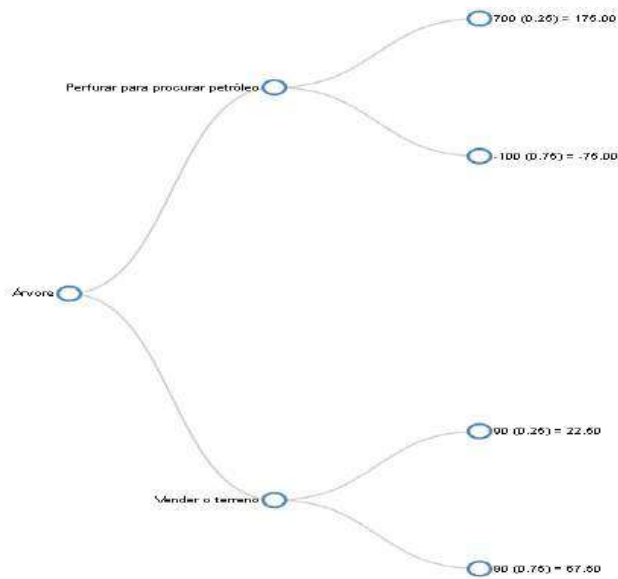 700 (0.25) = 175.00
Perfurar para procurar petróleo
-100 (0.75) = -75.00
Árvore
90 (0.25) = 22.50
Vender o terreno
90 (0.75) = 67.50